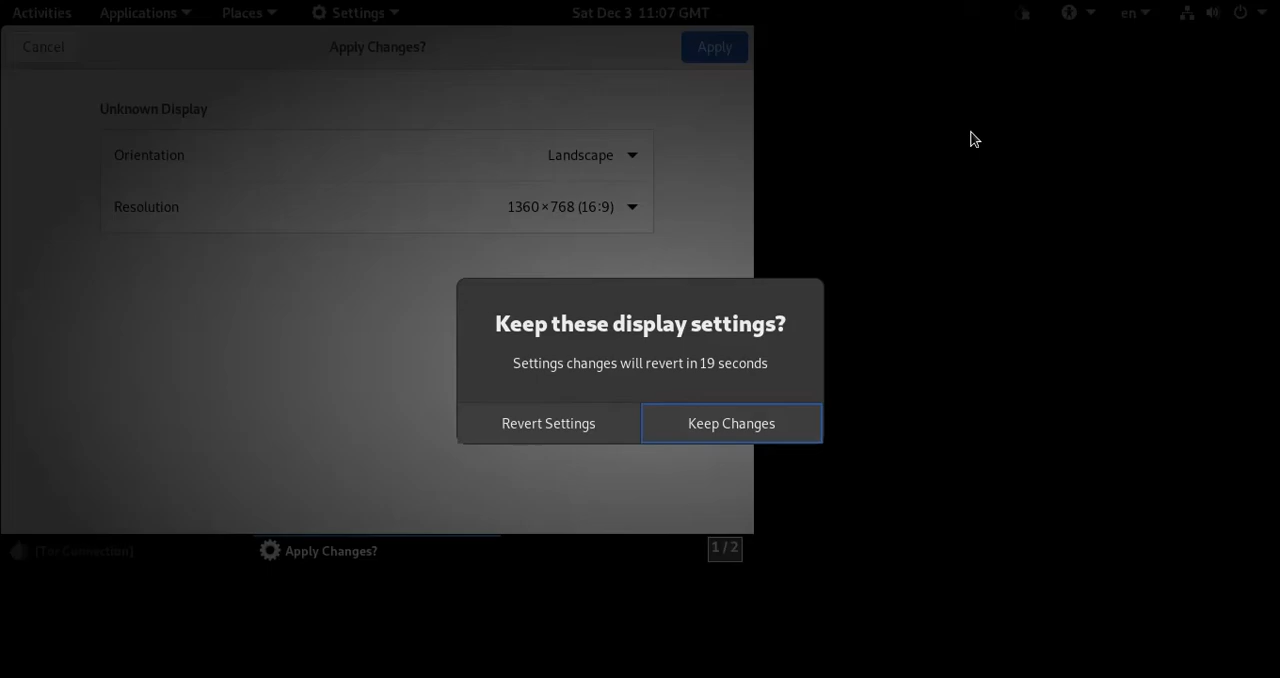 Activities Applications Places Settings Sat Dec 3 11:07 GMT en
Cancel Apply Changes? Apply
Unknown Display
Orientation Landscape
Resolution 1360×768 (16:9)
Keep these display settings?
Settings changes will revert in 19 seconds
Revert Settings Keep Changes
[Tor Connection] Apply Changes? 1 / 2